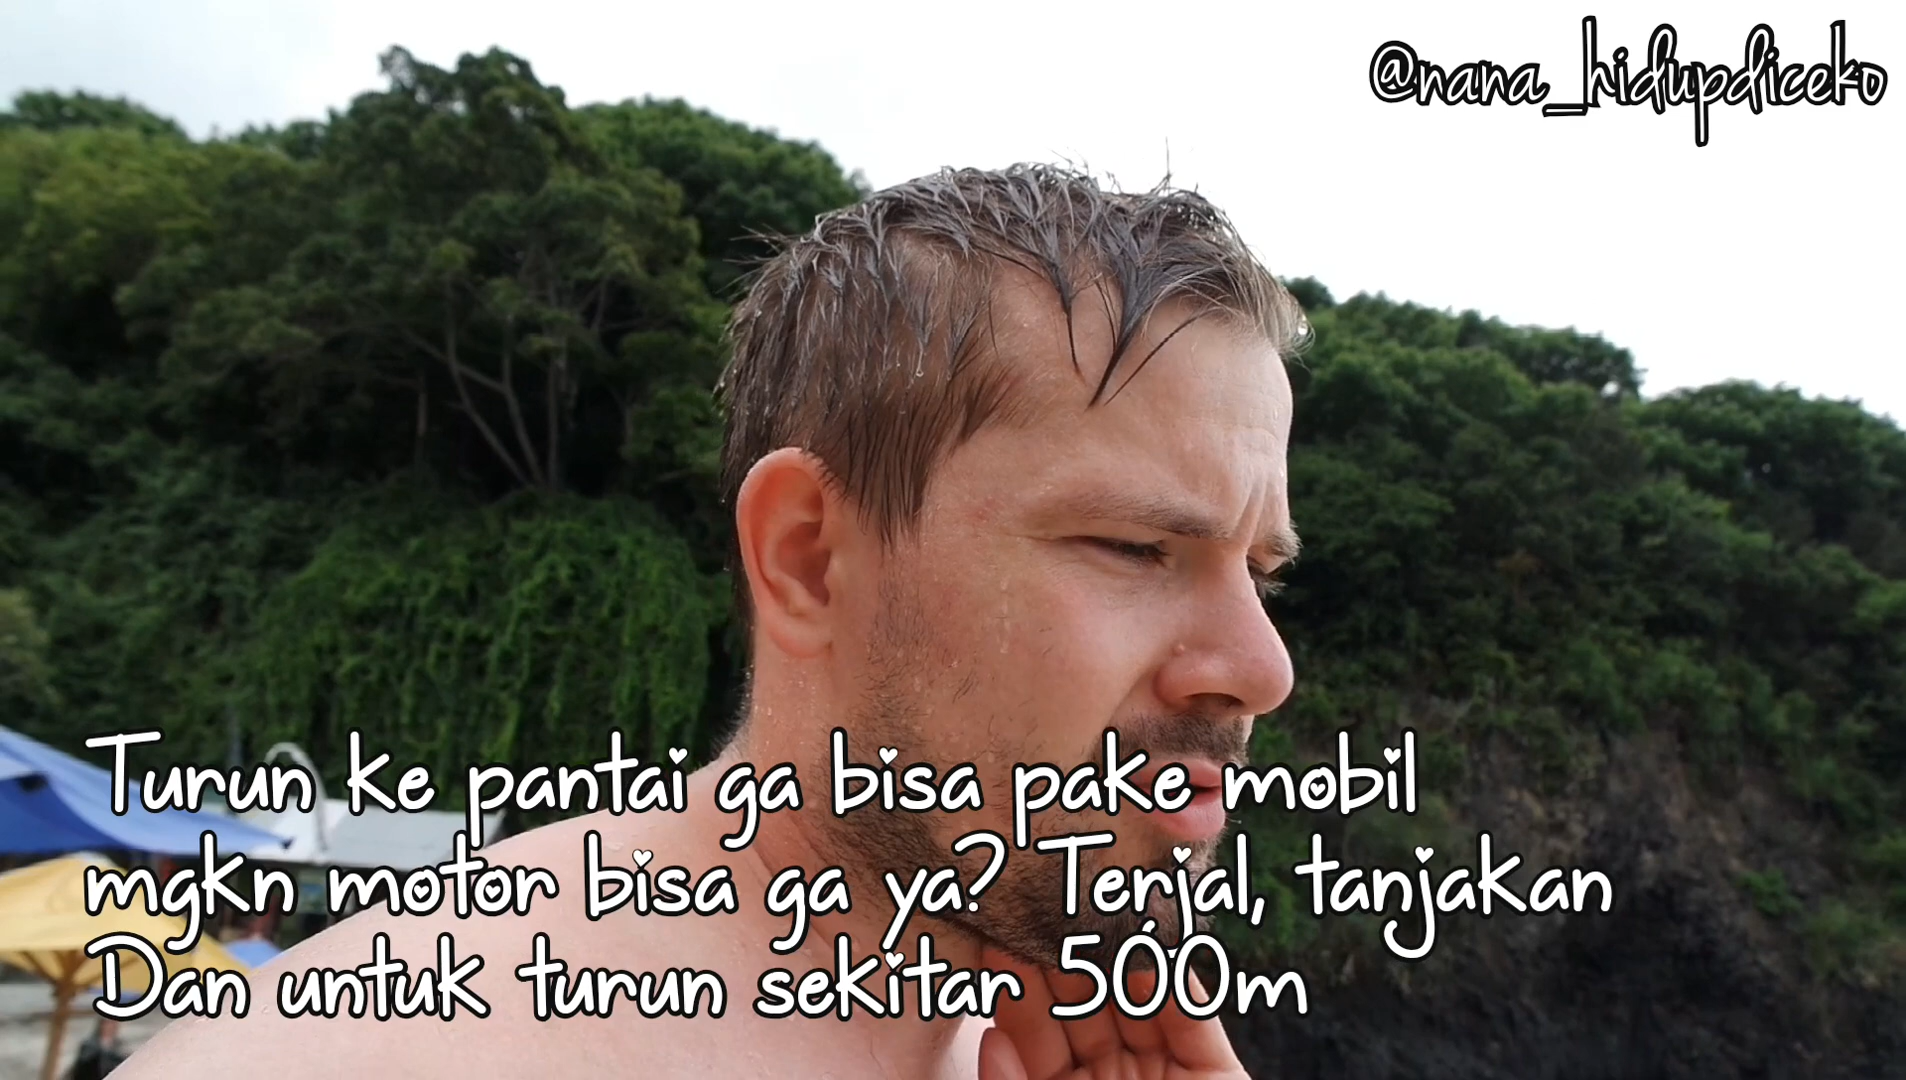 @nana_hidupdiceko
Turun ke pantai ga bisa pake mobil
mgkn motor bisa ga ya? Terjal, tanjakan
Dan untuk turun sekitar 500m